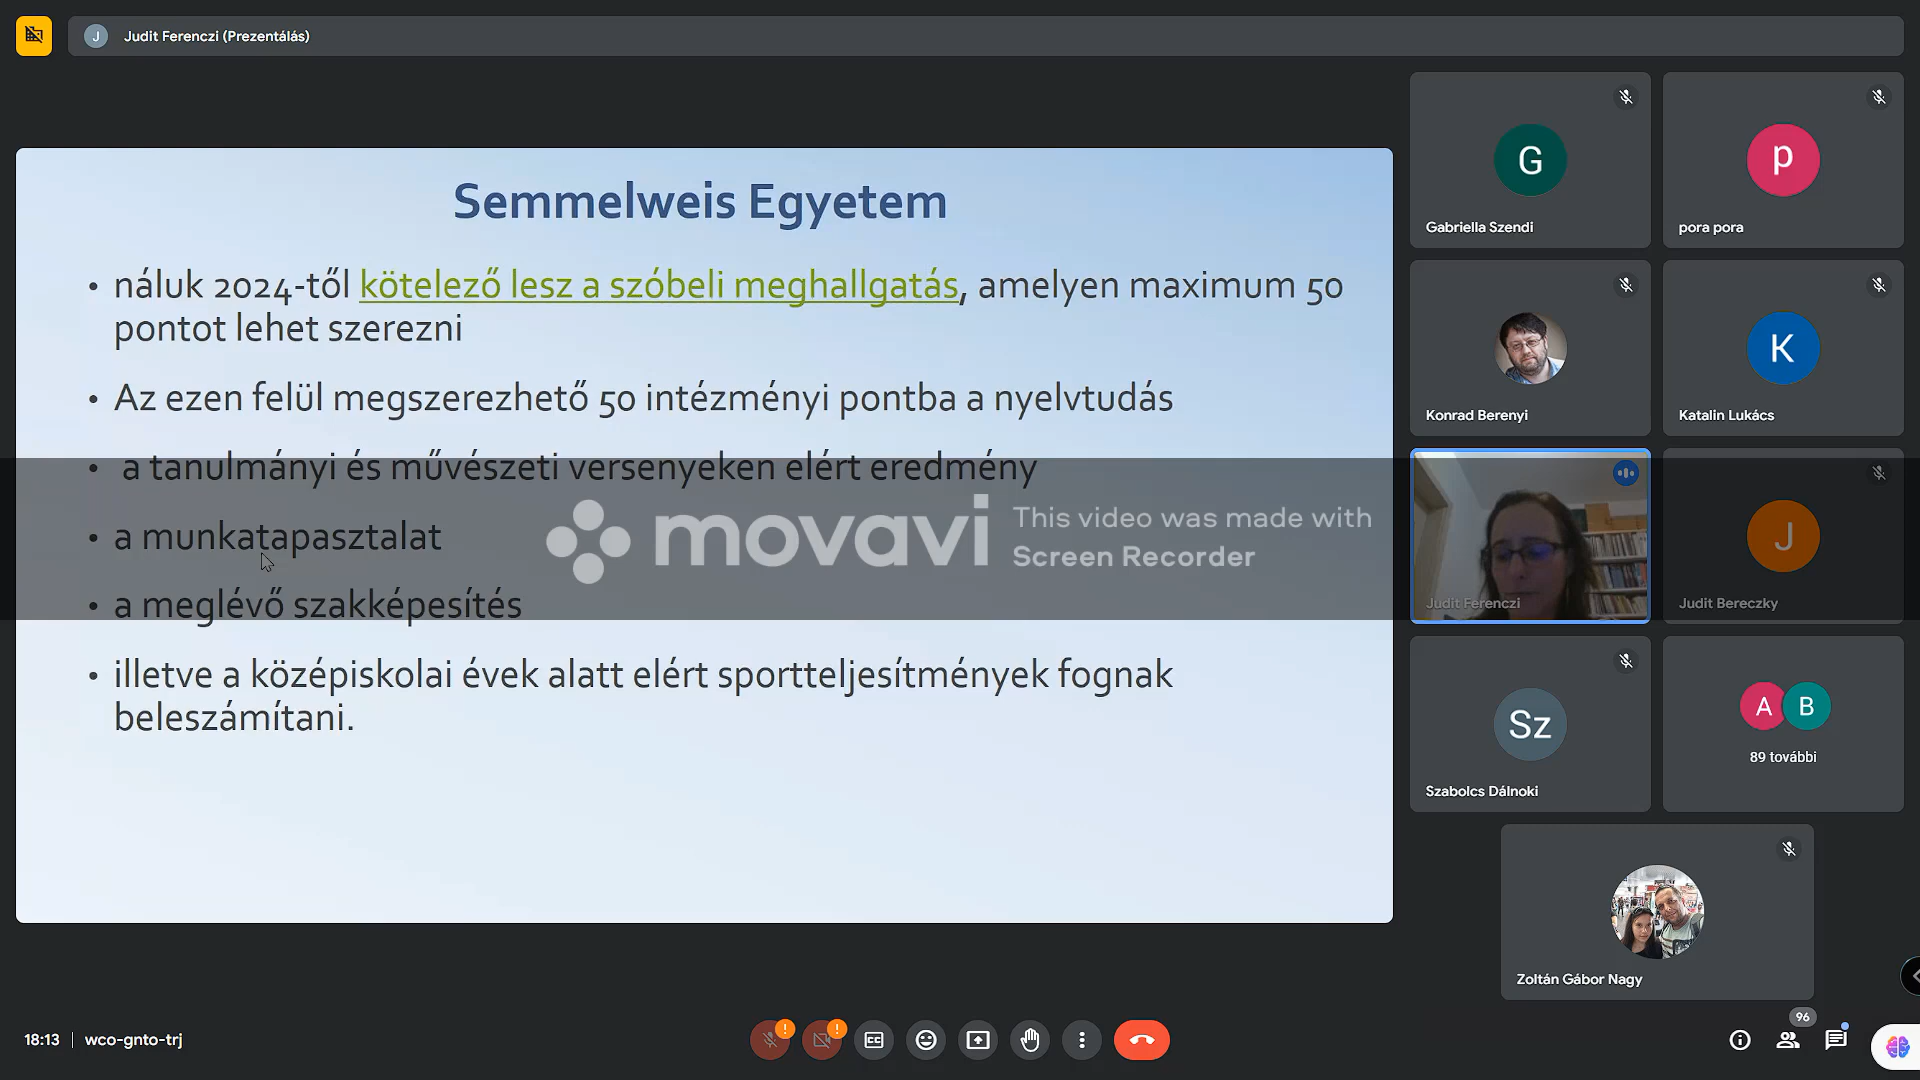 J Judit Ferenczi (Prezentálás)
Semmelweis Egyetem
• náluk 2024-től kötelező lesz a szóbeli meghallgatás, amelyen maximum 50
pontot lehet szerezni
• Az ezen felül megszerezhető 50 intézményi pontba a nyelvtudás
• a tanulmányi és művészeti versenyeken elért eredmény
• a munkatapasztalat
• a meglévő szakképesítés
• illetve a középiskolai évek alatt elért sportteljesítmények fognak
beleszámítani.
movavi
This video was made with
Screen Recorder
G
Gabriella Szendi
p
pora pora
Konrad Berenyi
K
Katalin Lukács
Judit Ferenczi
J
Judit Bereczky
Sz
Szabolcs Dálnoki
A B
89 további
Zoltán Gábor Nagy
18:13 | wco-gnto-trj
!
!
CC
96